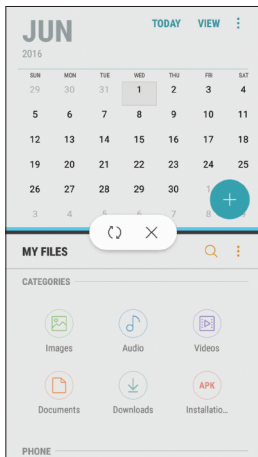 JUN
TODAY VIEW
2016
SUN MON TUE WED THU FRI SAT
29 30 31 1 2 3 4
5 6 7 8 9 10 11
12 13 14 15 16 17 18
19 20 21 22 23 24 25
26 27 28 29 30 1
3 4 5 6 7 8
MY FILES
CATEGORIES
Images Audio Videos
APK
Documents Downloads Installatio...
PHONE